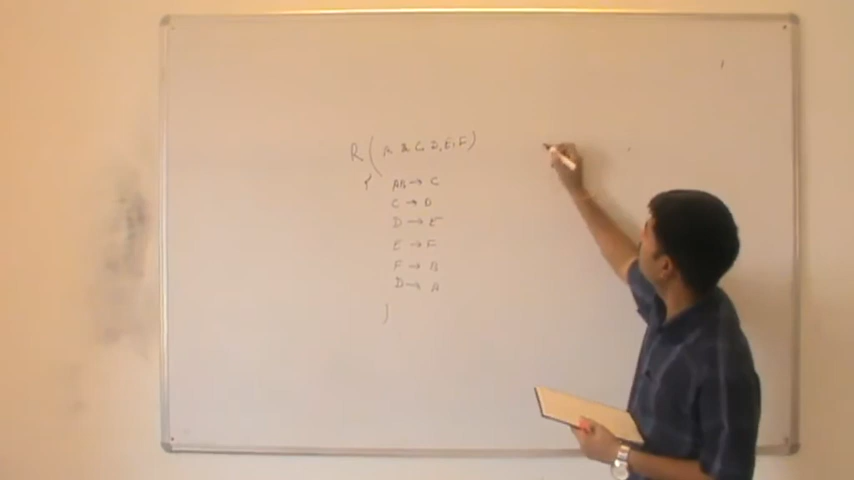 R ( A B C, D, E, F )
{ AB → C
C → D
D → E
E → F
F → B
D → A
}